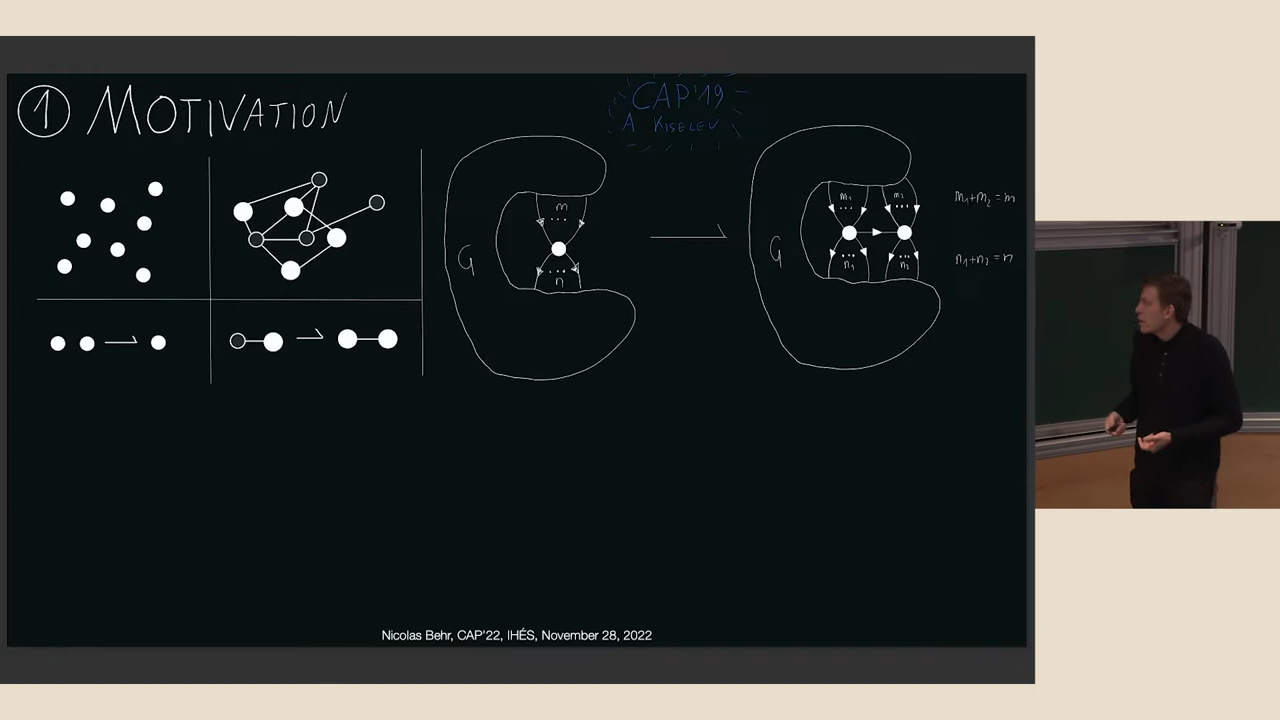 ① MOTIVATION
CAP'19
A KISELEV
m
...
...
n
G
m₁
...
m₂
...
m₁+m₂ = m
G
...
n₁
...
n₂
n₁+n₂ = n
Nicolas Behr, CAP'22, IHÉS, November 28, 2022